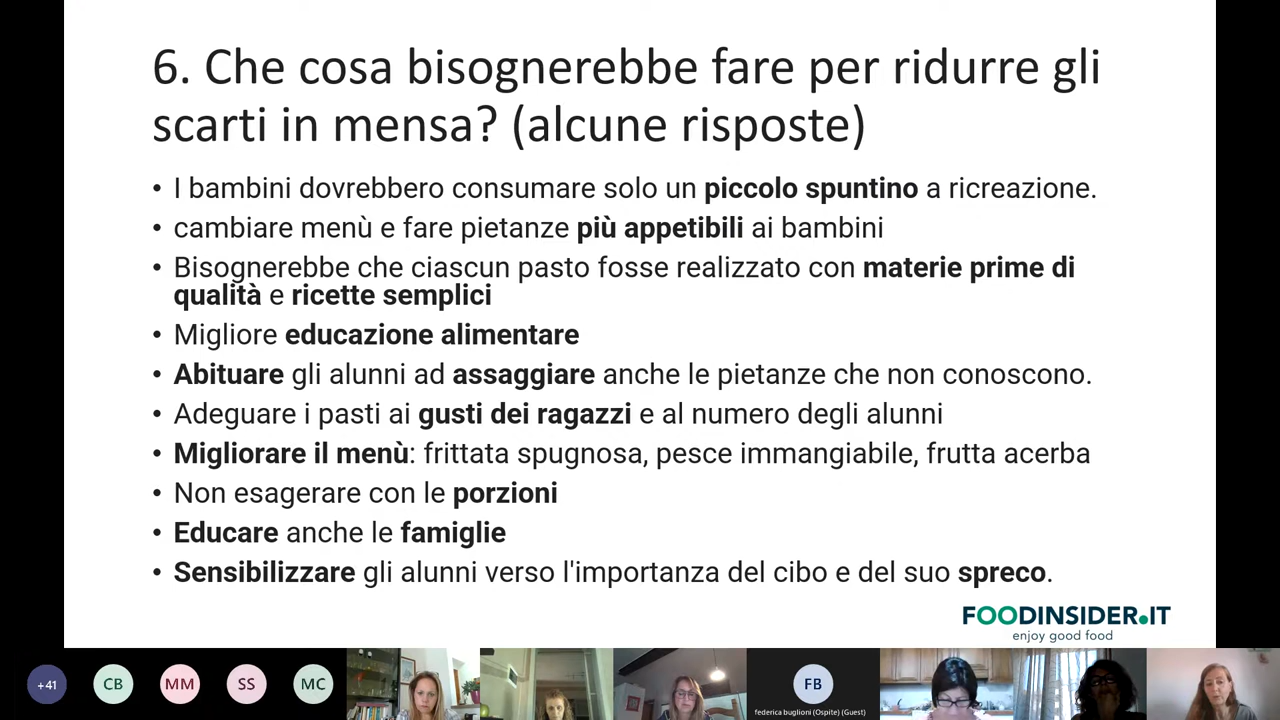 6. Che cosa bisognerebbe fare per ridurre gli
scarti in mensa? (alcune risposte)
• I bambini dovrebbero consumare solo un piccolo spuntino a ricreazione.
• cambiare menù e fare pietanze più appetibili ai bambini
• Bisognerebbe che ciascun pasto fosse realizzato con materie prime di
qualità e ricette semplici
• Migliore educazione alimentare
• Abituare gli alunni ad assaggiare anche le pietanze che non conoscono.
• Adeguare i pasti ai gusti dei ragazzi e al numero degli alunni
• Migliorare il menù: frittata spugnosa, pesce immangiabile, frutta acerba
• Non esagerare con le porzioni
• Educare anche le famiglie
• Sensibilizzare gli alunni verso l'importanza del cibo e del suo spreco.
FOODINSIDER.IT
enjoy good food
+41 CB MM SS MC FB
federica buglioni (Ospite) (Guest)